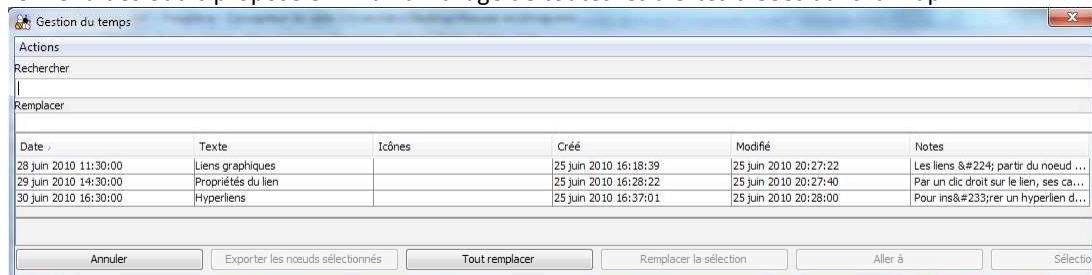 Gestion du temps
Actions
Rechercher
Remplacer
Date Texte Icônes Créé Modifié Notes
28 juin 2010 11:30:00 Liens graphiques 25 juin 2010 16:18:39 25 juin 2010 20:27:22 Les liens &#224; partir du noeud ...
29 juin 2010 14:30:00 Propriétés du lien 25 juin 2010 16:28:22 25 juin 2010 20:27:40 Par un clic droit sur le lien, ses ca...
30 juin 2010 16:30:00 Hyperliens 25 juin 2010 16:37:01 25 juin 2010 20:28:00 Pour ins&#233;rer un hyperlien d...
Annuler Exporter les nœuds sélectionnés Tout remplacer Remplacer la sélection Aller à Sélectio